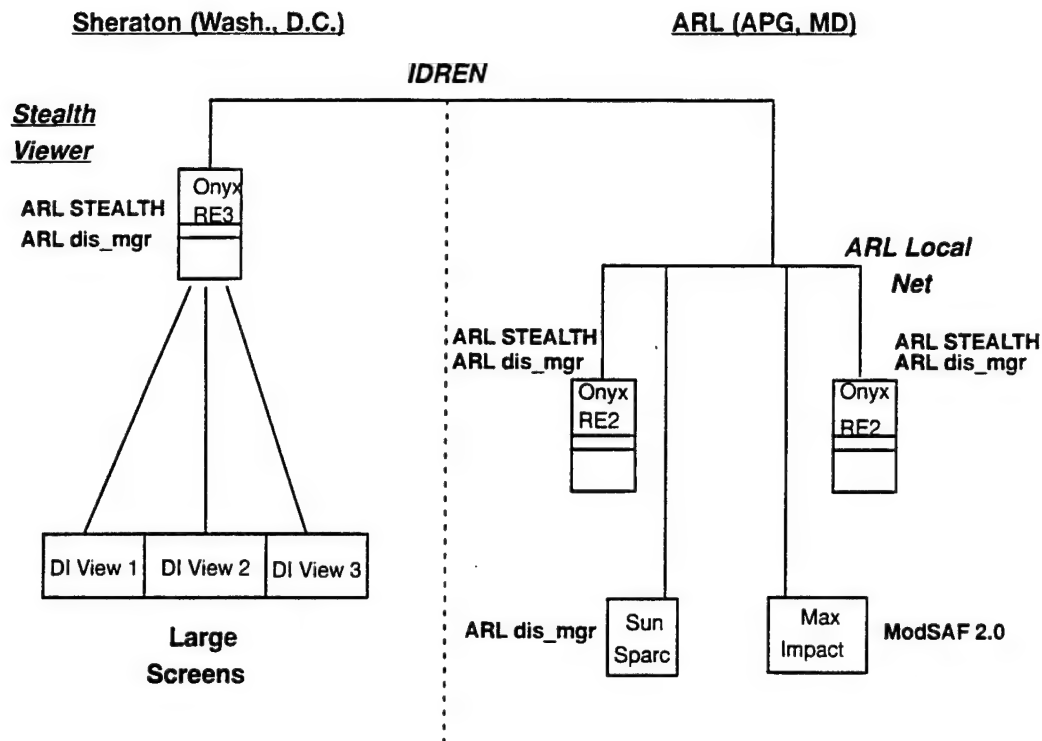 Sheraton (Wash., D.C.)
ARL (APG, MD)
IDREN
Stealth
Viewer
Onyx
RE3
ARL STEALTH
ARL dis_mgr
ARL Local
Net
ARL STEALTH
ARL dis_mgr
Onyx
RE2
ARL STEALTH
ARL dis_mgr
Onyx
RE2
DI View 1
DI View 2
DI View 3
Large
Screens
ARL dis_mgr
Sun
Sparc
Max
Impact
ModSAF 2.0